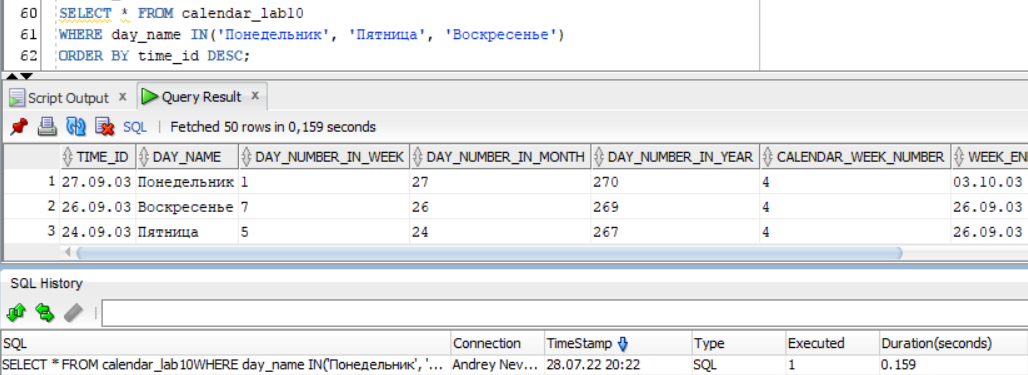 60 SELECT * FROM calendar_lab10
61 WHERE day_name IN('Понедельник', 'Пятница', 'Воскресенье')
62 ORDER BY time_id DESC;
Script Output x Query Result x
SQL | Fetched 50 rows in 0,159 seconds
TIME_ID DAY_NAME DAY_NUMBER_IN_WEEK DAY_NUMBER_IN_MONTH DAY_NUMBER_IN_YEAR CALENDAR_WEEK_NUMBER WEEK_EN
1 27.09.03 Понедельник 1 27 270 4 03.10.03
2 26.09.03 Воскресенье 7 26 269 4 26.09.03
3 24.09.03 Пятница 5 24 267 4 26.09.03
SQL History
SQL Connection TimeStamp Type Executed Duration(seconds)
SELECT * FROM calendar_lab10WHERE day_name IN('Понедельник', '... Andrey Nev... 28.07.22 20:22 SQL 1 0.159